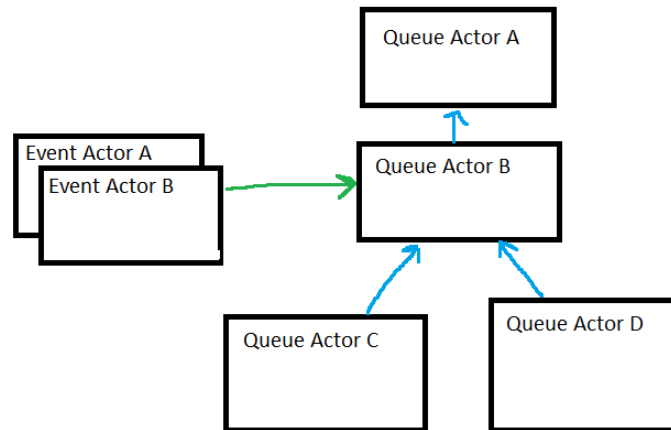 Queue Actor A
Event Actor A
Event Actor B
Queue Actor B
Queue Actor C
Queue Actor D